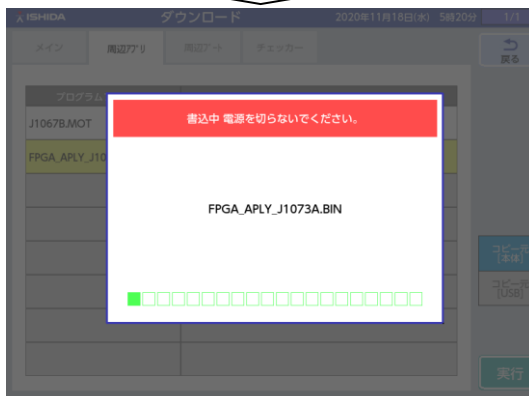 ISHIDA
ダウンロード
2020年11月18日(水) 5時20分
1/1
メイン
周辺アプリ
周辺ブート
チェッカー
戻る
プログラム
J1067B.MOT
FPGA_APLY_J10
書込中 電源を切らないでください。
FPGA_APLY_J1073A.BIN
コピー元
[本体]
コピー元
[USB]
実行